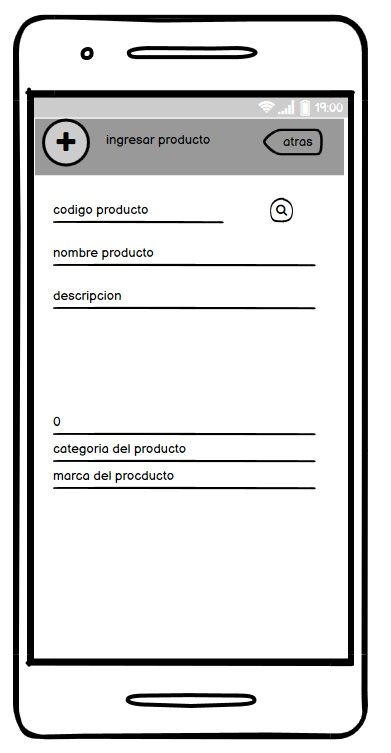 19:00
ingresar producto
atras
codigo producto
nombre producto
descripcion
0
categoria del producto
marca del procducto